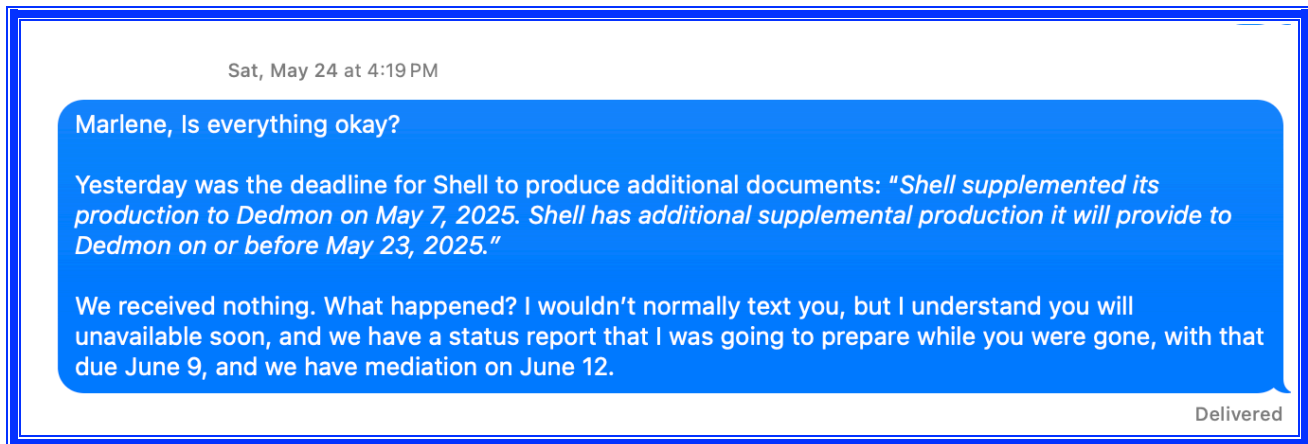 Sat, May 24 at 4:19 PM
Marlene, Is everything okay?
Yesterday was the deadline for Shell to produce additional documents: "Shell supplemented its
production to Dedmon on May 7, 2025. Shell has additional supplemental production it will provide to
Dedmon on or before May 23, 2025."
We received nothing. What happened? I wouldn't normally text you, but I understand you will
unavailable soon, and we have a status report that I was going to prepare while you were gone, with that
due June 9, and we have mediation on June 12.
Delivered